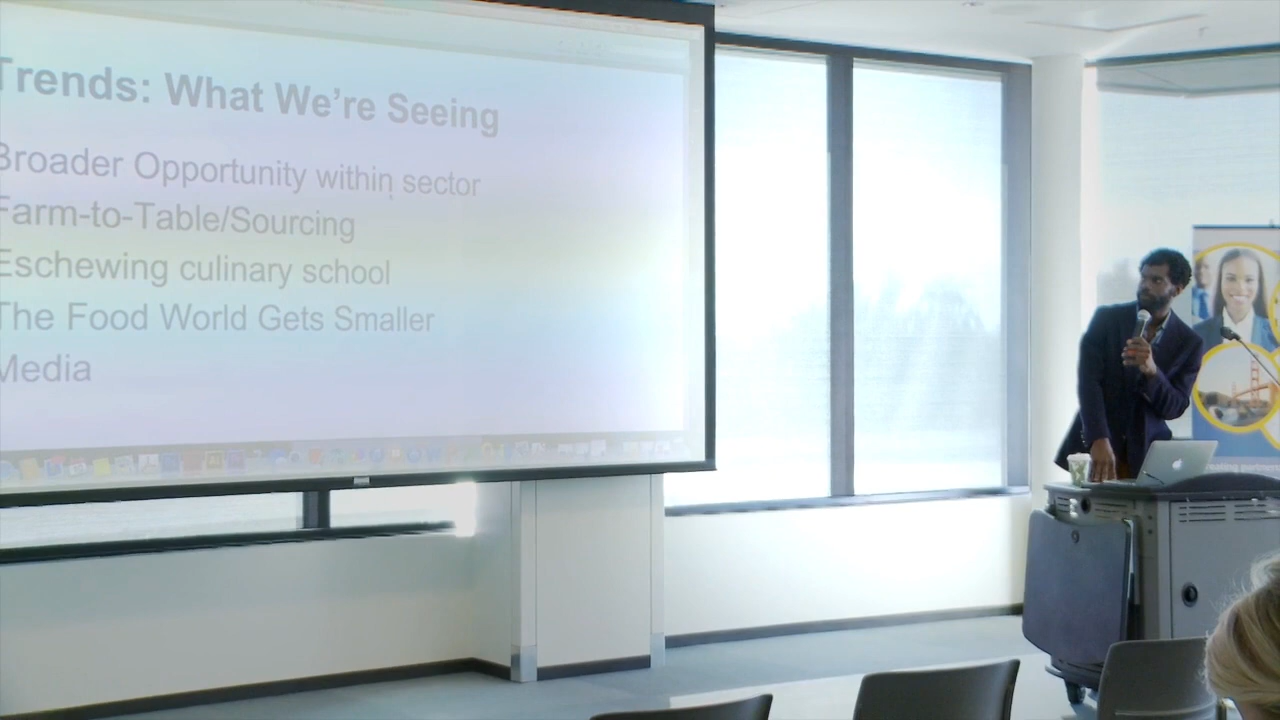 Trends: What We're Seeing
Broader Opportunity within sector
Farm-to-Table/Sourcing
Eschewing culinary school
The Food World Gets Smaller
Media